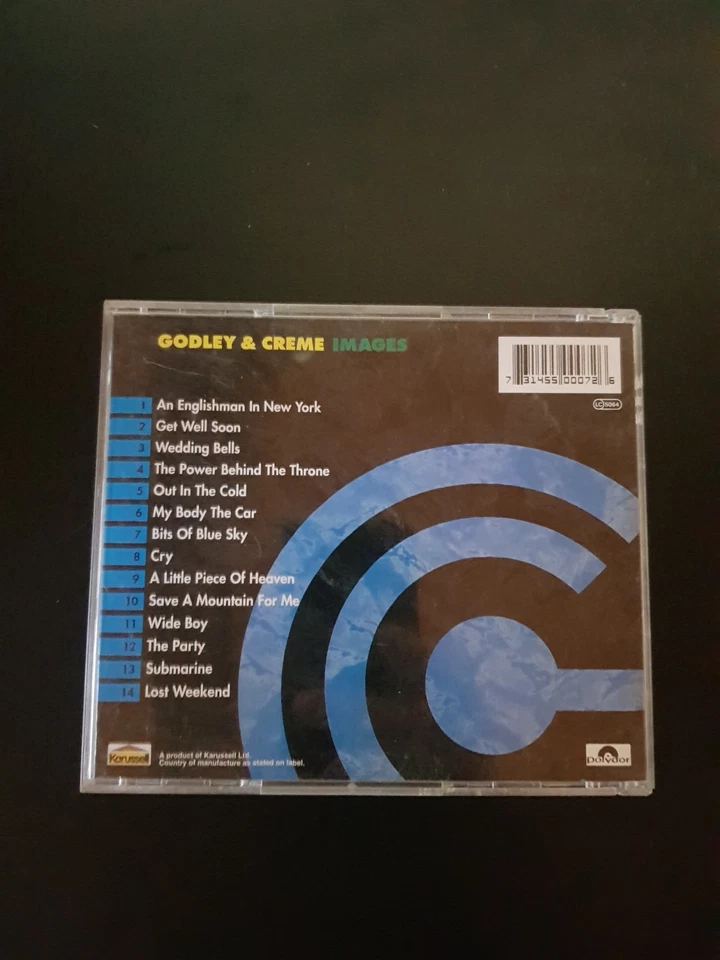 GODLEY & CREME IMAGES
7 31455 00072 6
LC 5064
1 An Englishman In New York
2 Get Well Soon
3 Wedding Bells
4 The Power Behind The Throne
5 Out In The Cold
6 My Body The Car
7 Bits Of Blue Sky
8 Cry
9 A Little Piece Of Heaven
10 Save A Mountain For Me
11 Wide Boy
12 The Party
13 Submarine
14 Lost Weekend
Karussell
A product of Karussell Ltd.
Country of manufacture as stated on label.
polydor